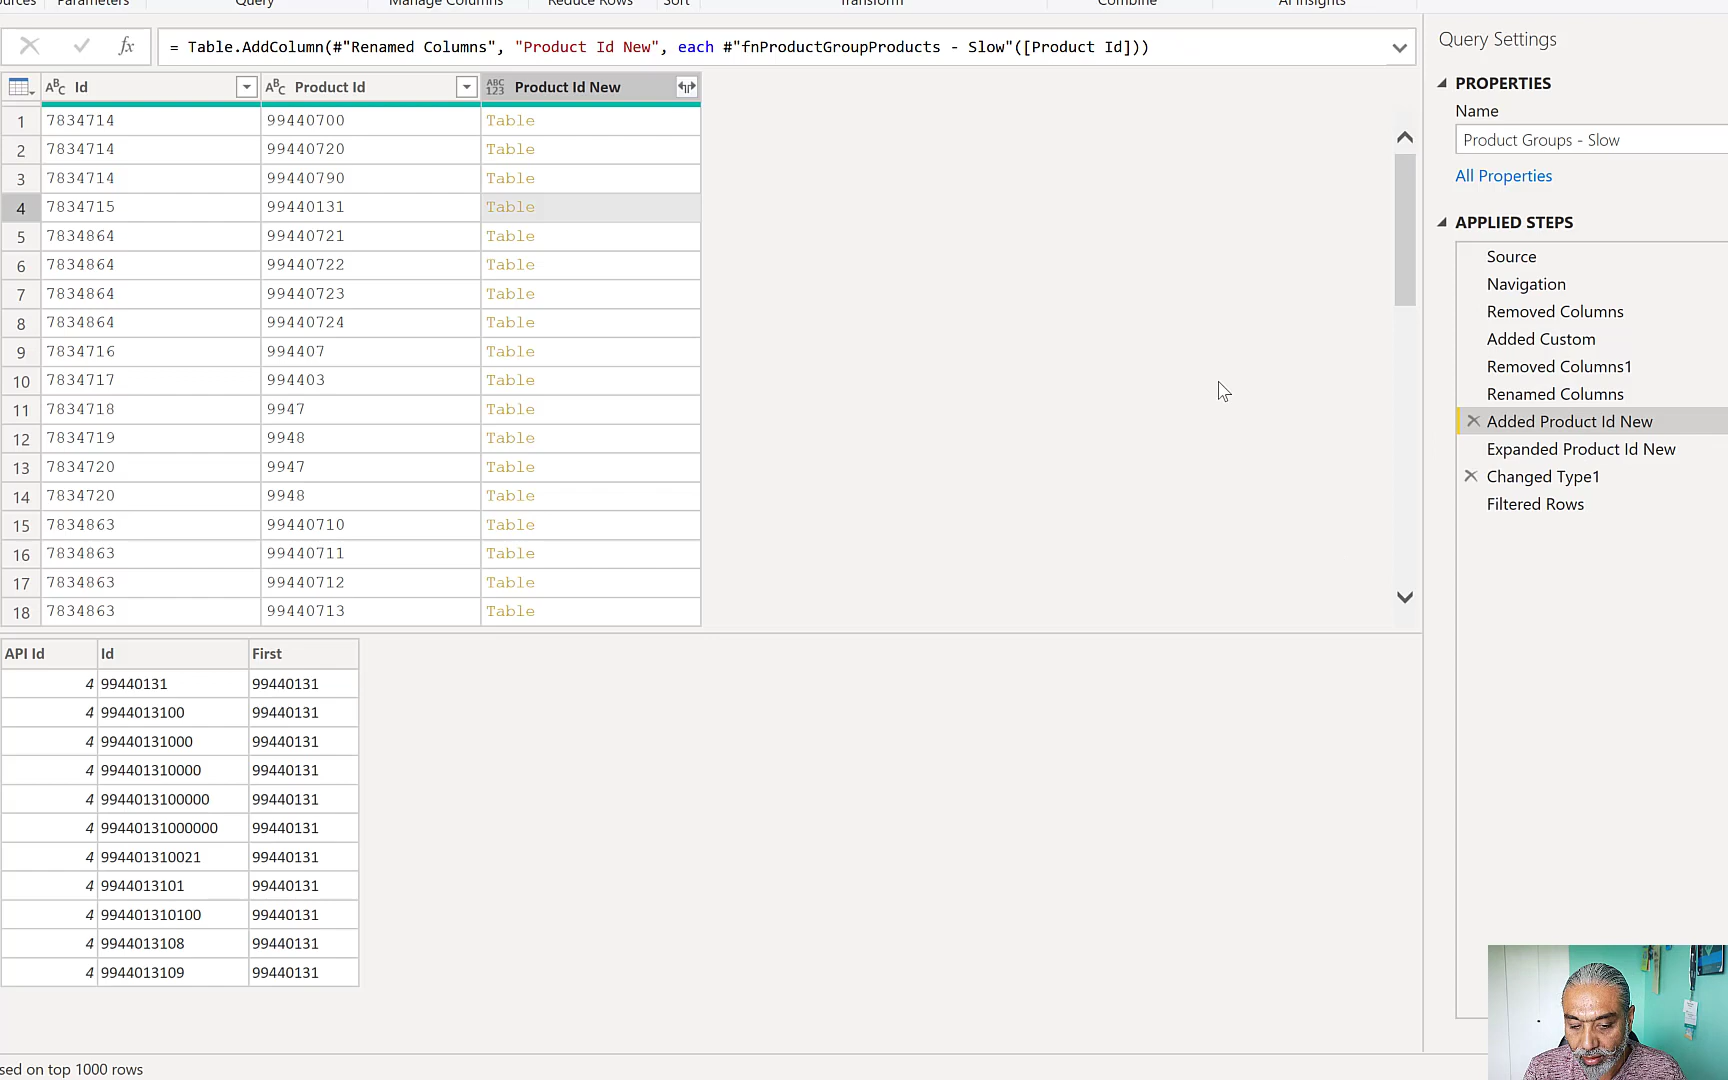 ources Parameters Query Manage Columns Reduce Rows Sort Transform Combine AI Insights
fx = Table.AddColumn(#"Renamed Columns", "Product Id New", each #"fnProductGroupProducts - Slow"([Product Id]))
ABC Id ABC Product Id ABC 123 Product Id New
1 7834714 99440700 Table
2 7834714 99440720 Table
3 7834714 99440790 Table
4 7834715 99440131 Table
5 7834864 99440721 Table
6 7834864 99440722 Table
7 7834864 99440723 Table
8 7834864 99440724 Table
9 7834716 994407 Table
10 7834717 994403 Table
11 7834718 9947 Table
12 7834719 9948 Table
13 7834720 9947 Table
14 7834720 9948 Table
15 7834863 99440710 Table
16 7834863 99440711 Table
17 7834863 99440712 Table
18 7834863 99440713 Table
API Id Id First
4 99440131 99440131
4 9944013100 99440131
4 99440131000 99440131
4 994401310000 99440131
4 9944013100000 99440131
4 99440131000000 99440131
4 994401310021 99440131
4 9944013101 99440131
4 994401310100 99440131
4 9944013108 99440131
4 9944013109 99440131
sed on top 1000 rows
Query Settings
PROPERTIES
Name
Product Groups - Slow
All Properties
APPLIED STEPS
Source
Navigation
Removed Columns
Added Custom
Removed Columns1
Renamed Columns
Added Product Id New
Expanded Product Id New
Changed Type1
Filtered Rows